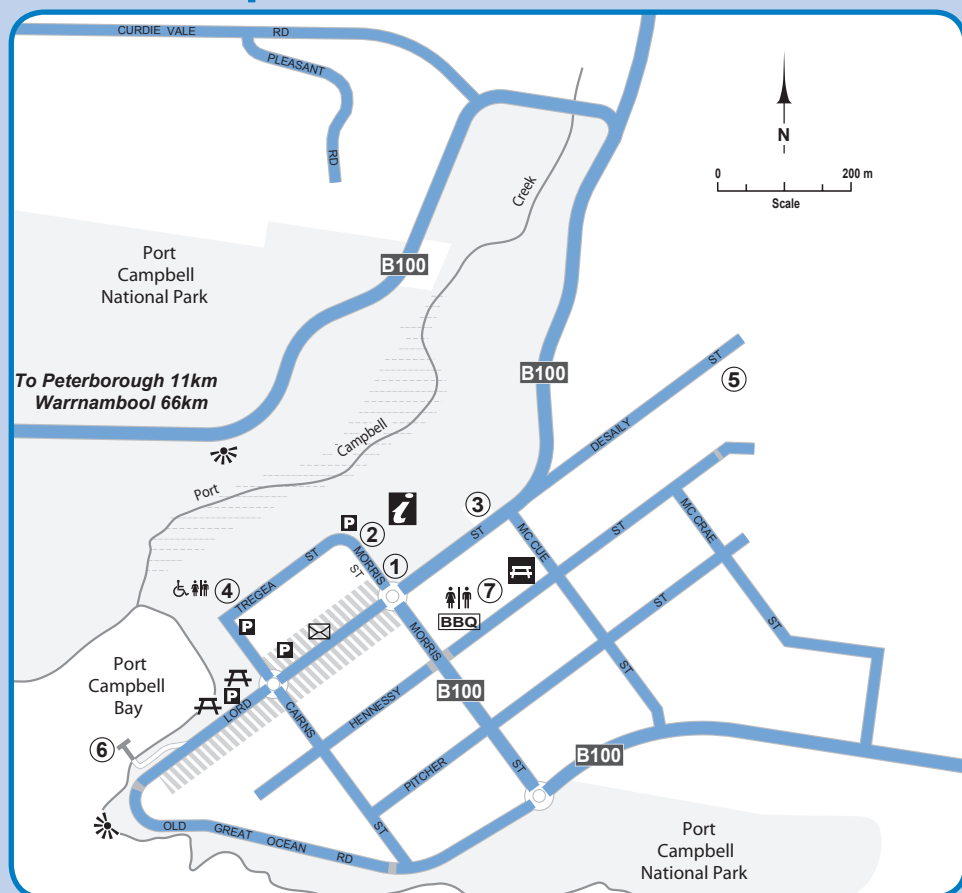 CURDIE VALE RD
PLEASANT
RD
N
0 200 m
Scale
Creek
Port
Campbell
National Park
B100
To Peterborough 11km
Warrnambool 66km
B100
ST
5
DESAILY
Campbell
Port
i
3
P
2
ST
MORRIS
ST
1
ST
MC CUE
ST
MC CRAE
4
TREGEA
7
BBQ
P
P
MORRIS
ST
ST
ST
Port
Campbell
Bay
P
LORD
CAIRNS
HENNESSY
B100
6
PITCHER
ST
B100
OLD GREAT OCEAN RD
ST
Port
Campbell
National Park